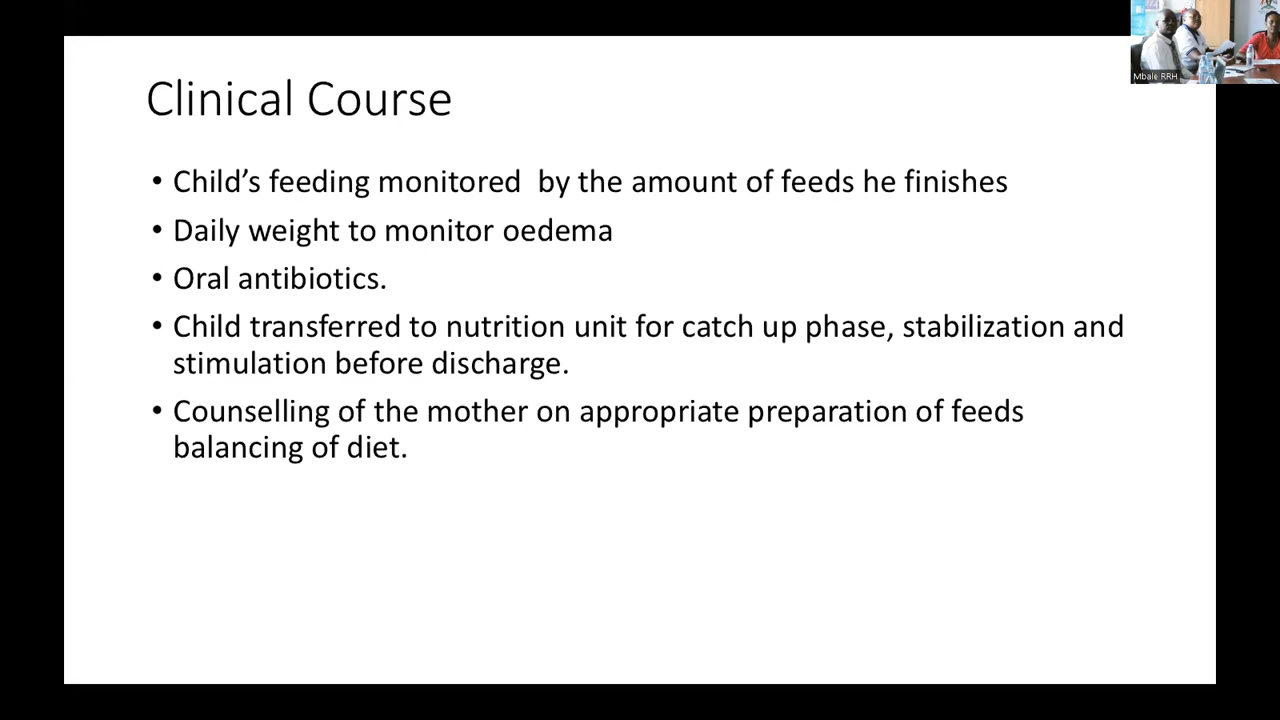 Clinical Course
• Child’s feeding monitored  by the amount of feeds he finishes
• Daily weight to monitor oedema
• Oral antibiotics.
• Child transferred to nutrition unit for catch up phase, stabilization and
stimulation before discharge.
• Counselling of the mother on appropriate preparation of feeds
balancing of diet.
Mbale RRH